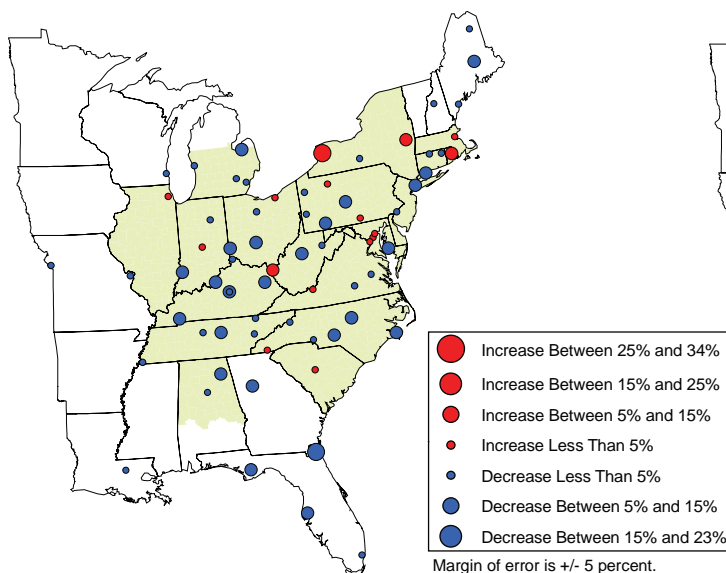 Increase Between 25% and 34%
Increase Between 15% and 25%
Increase Between 5% and 15%
Increase Less Than 5%
Decrease Less Than 5%
Decrease Between 5% and 15%
Decrease Between 15% and 23%
Margin of error is +/- 5 percent.